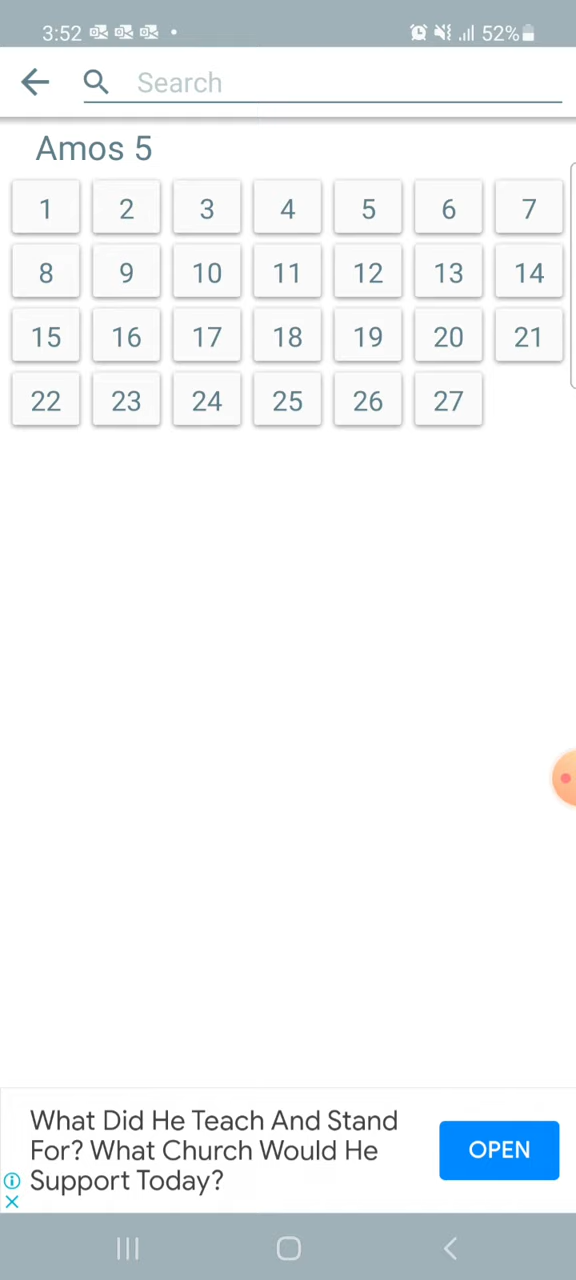 3:52 52%
Search
Amos 5
1 2 3 4 5 6 7
8 9 10 11 12 13 14
15 16 17 18 19 20 21
22 23 24 25 26 27
What Did He Teach And Stand
For? What Church Would He
Support Today?
OPEN